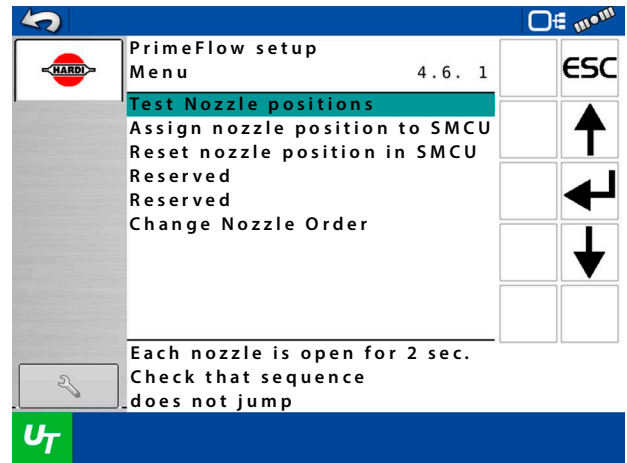 PrimeFlow setup
Menu 4.6. 1
ESC
HARDI
Test Nozzle positions
Assign nozzle position to SMCU
Reset nozzle position in SMCU
Reserved
Reserved
Change Nozzle Order
Each nozzle is open for 2 sec.
Check that sequence
does not jump
UT